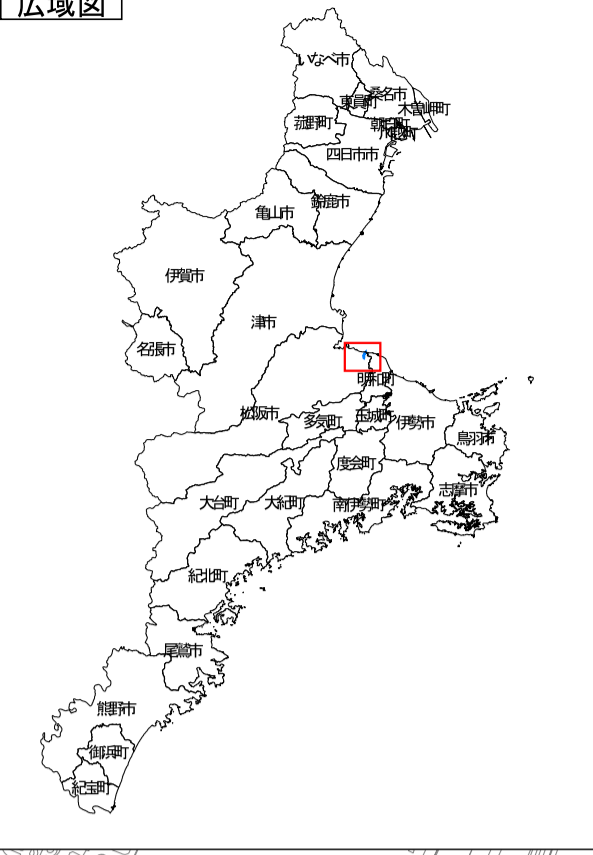 広域図
いなべ市
桑名市
東員町
木曽岬町
菰野町
朝日町
川越町
四日市市
鈴鹿市
亀山市
伊賀市
津市
名張市
明和町
松阪市
多気町
玉城町
伊勢市
鳥羽市
度会町
志摩市
大台町
大紀町
南伊勢町
紀北町
尾鷲市
熊野市
御浜町
紀宝町